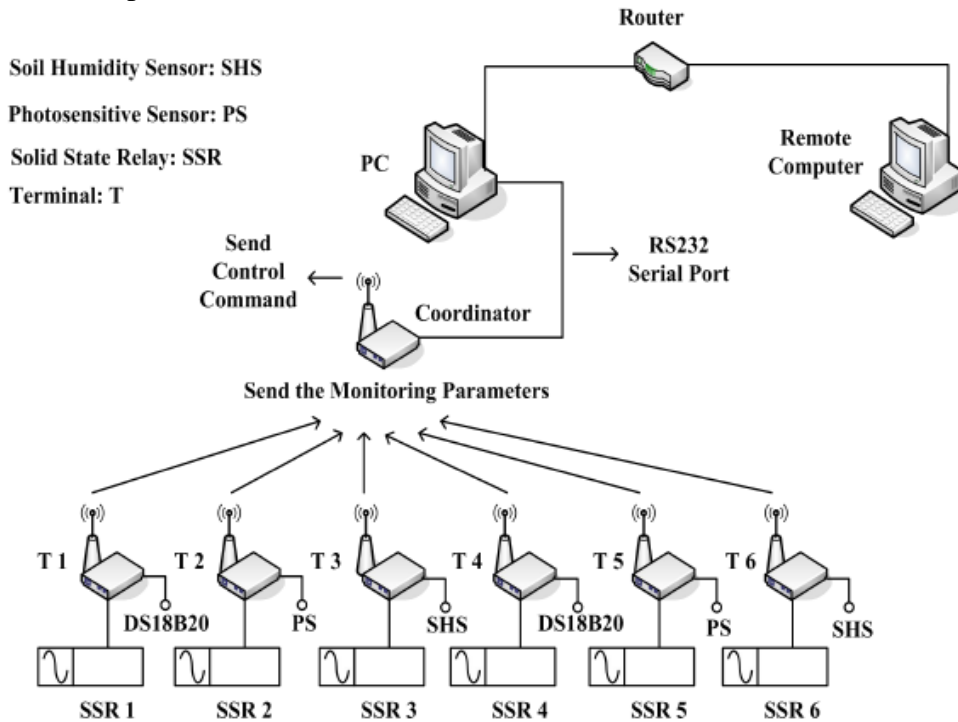 Router
Soil Humidity Sensor: SHS
Photosensitive Sensor: PS
Solid State Relay: SSR
Terminal: T
PC
Remote
Computer
Send
Control
Command
RS232
Serial Port
Coordinator
Send the Monitoring Parameters
T 1
T 2
T 3
T 4
T 5
T 6
DS18B20
PS
SHS
DS18B20
PS
SHS
SSR 1
SSR 2
SSR 3
SSR 4
SSR 5
SSR 6